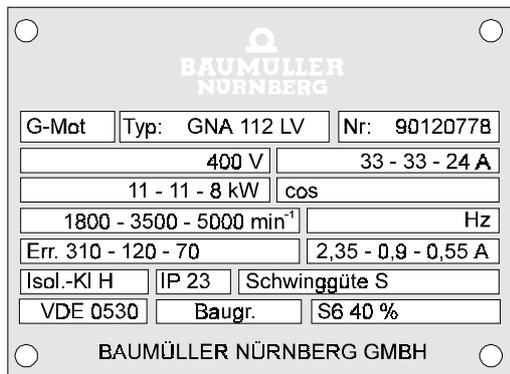 BAUMÜLLER
NÜRNBERG
G-Mot Typ: GNA 112 LV Nr: 90120778
400 V 33 - 33 - 24 A
11 - 11 - 8 kW cos
1800 - 3500 - 5000 min⁻¹ Hz
Err. 310 - 120 - 70 2,35 - 0,9 - 0,55 A
Isol.-Kl H IP 23 Schwinggüte S
VDE 0530 Baugr. S6 40 %
BAUMÜLLER NÜRNBERG GMBH